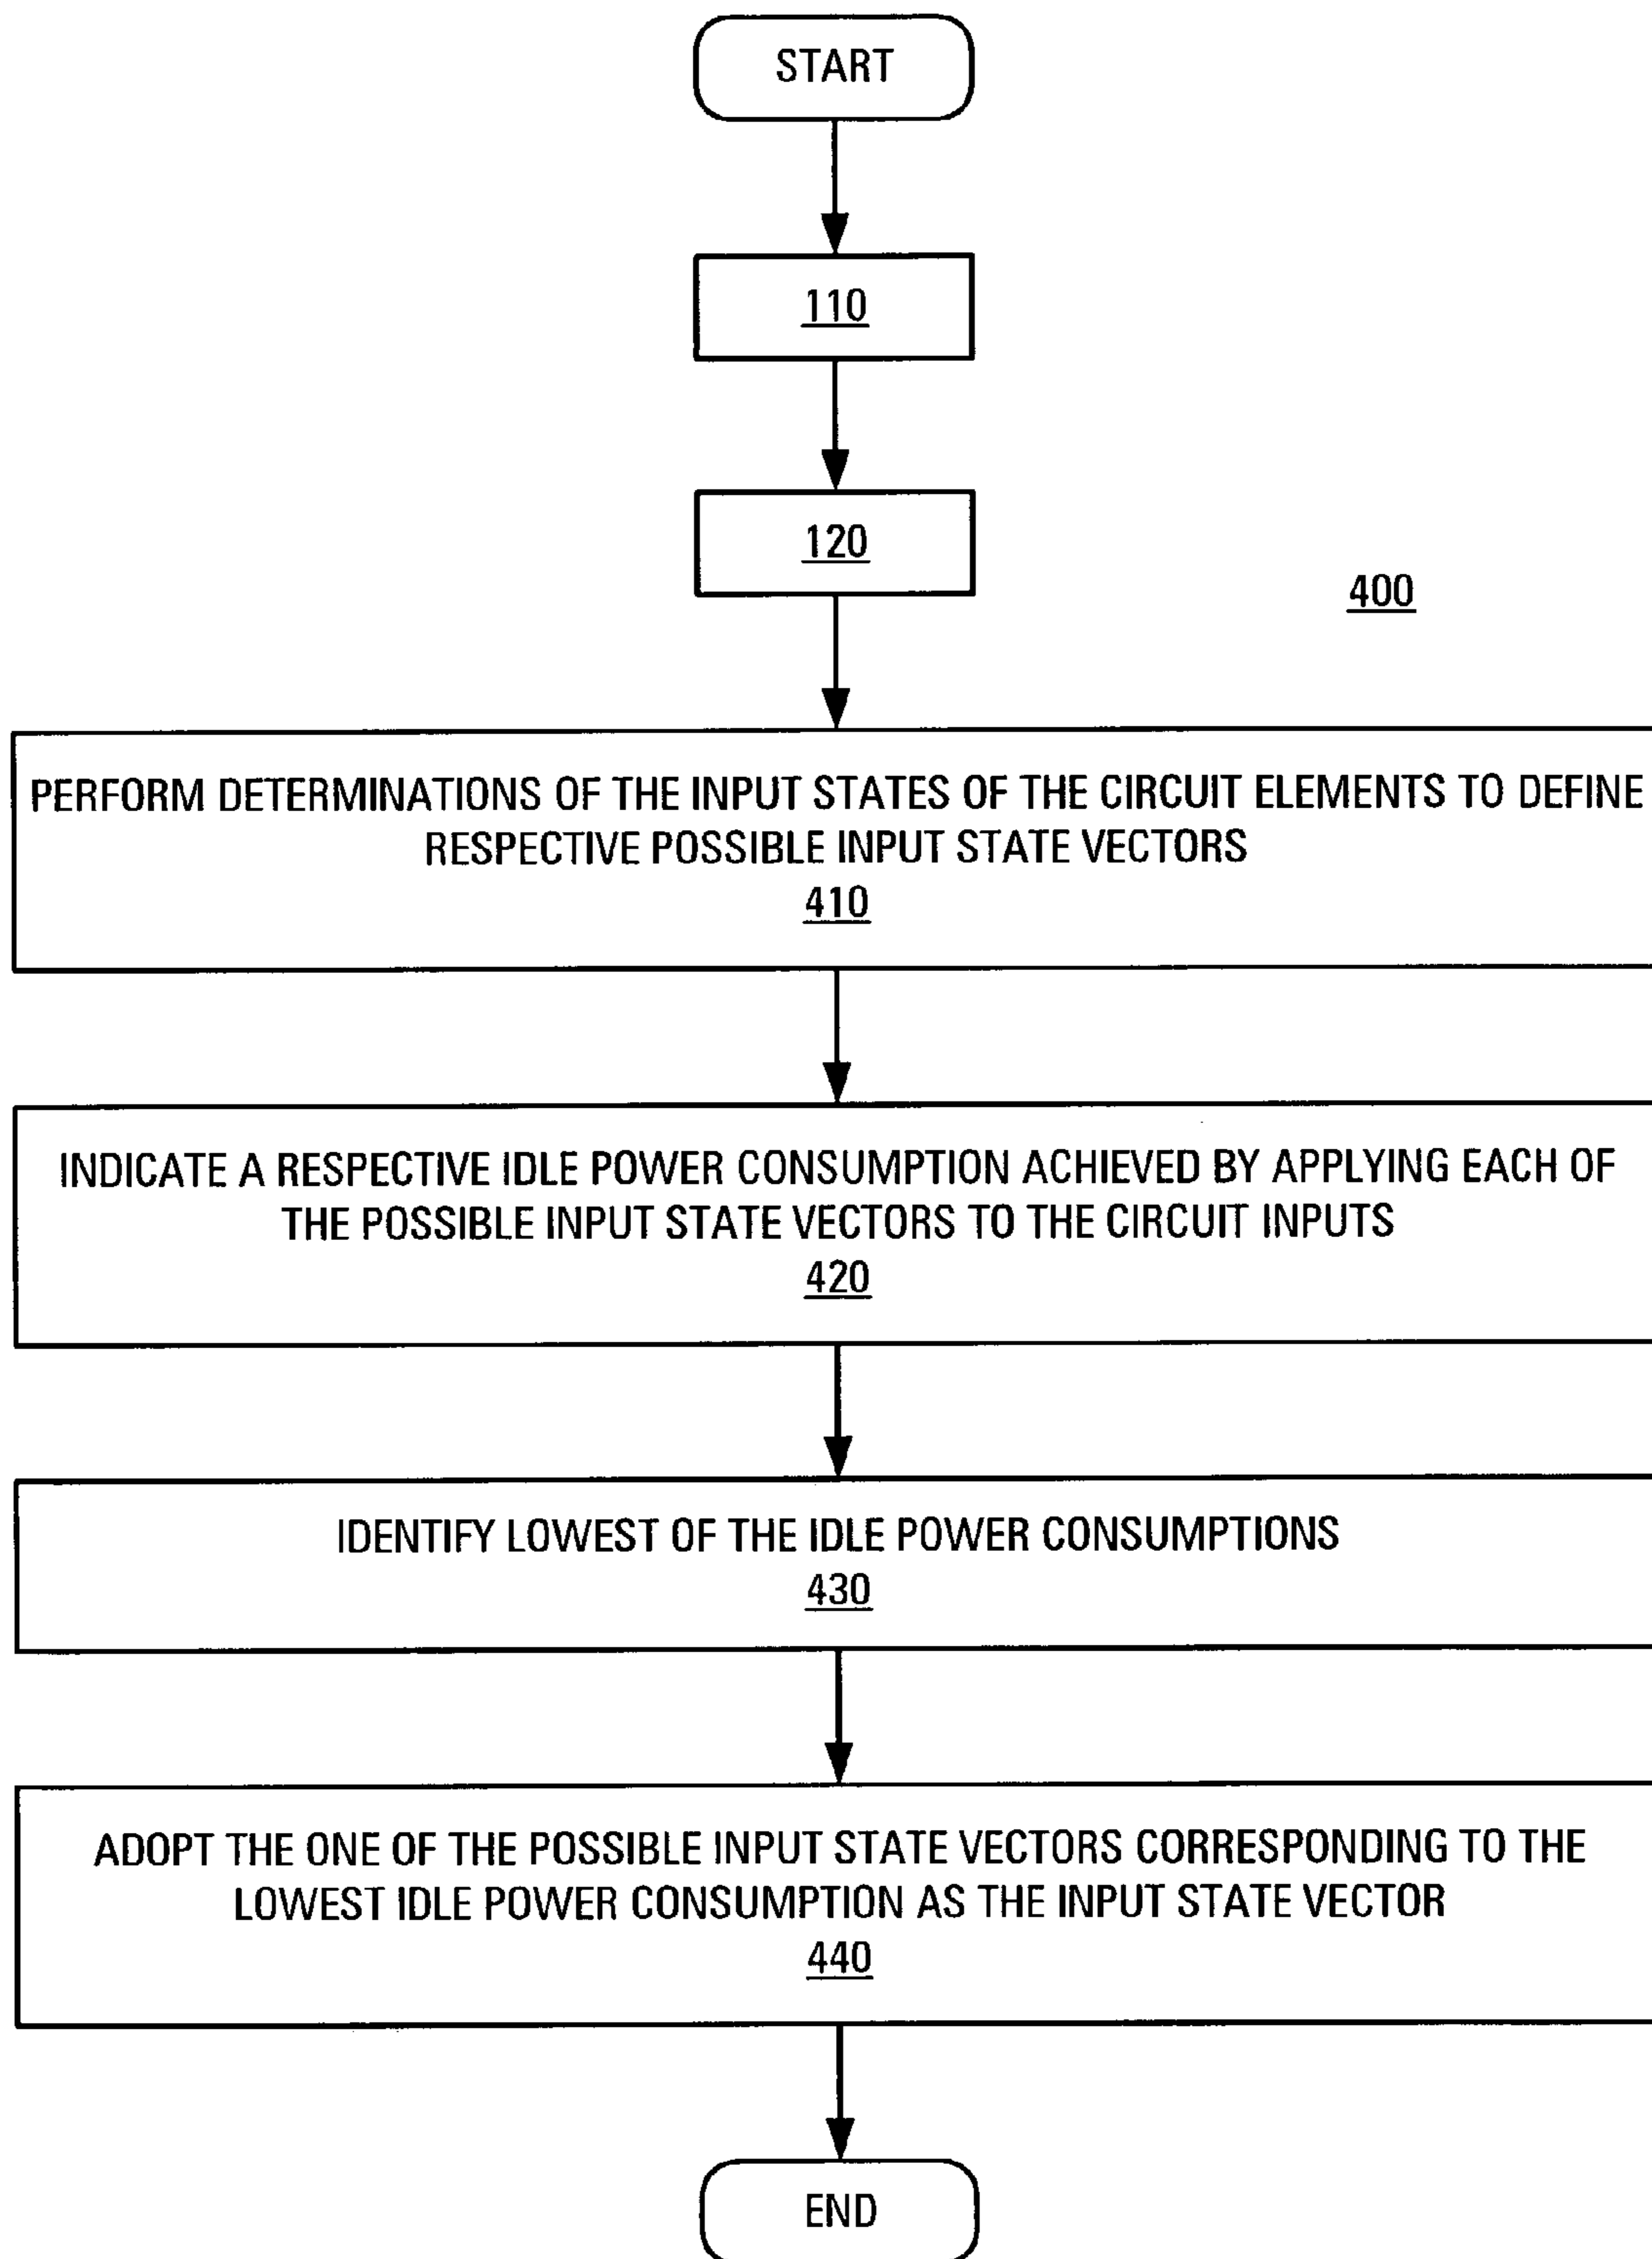 START
110
120
400
PERFORM DETERMINATIONS OF THE INPUT STATES OF THE CIRCUIT ELEMENTS TO DEFINE
RESPECTIVE POSSIBLE INPUT STATE VECTORS
410
INDICATE A RESPECTIVE IDLE POWER CONSUMPTION ACHIEVED BY APPLYING EACH OF
THE POSSIBLE INPUT STATE VECTORS TO THE CIRCUIT INPUTS
420
IDENTIFY LOWEST OF THE IDLE POWER CONSUMPTIONS
430
ADOPT THE ONE OF THE POSSIBLE INPUT STATE VECTORS CORRESPONDING TO THE
LOWEST IDLE POWER CONSUMPTION AS THE INPUT STATE VECTOR
440
END